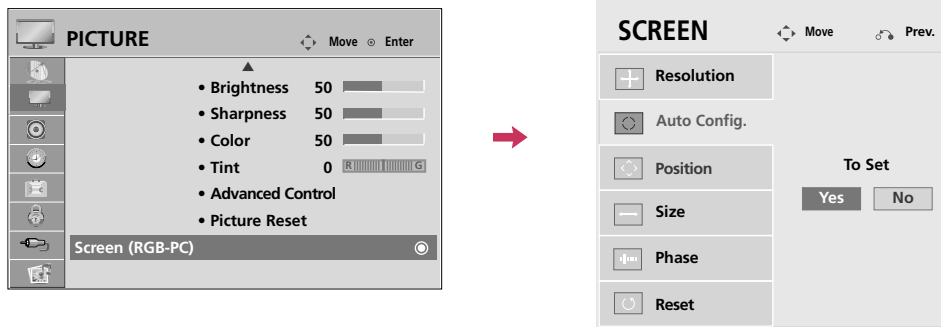 PICTURE Move Enter
• Brightness 50
• Sharpness 50
• Color 50
• Tint 0 R G
• Advanced Control
• Picture Reset
Screen (RGB-PC)
SCREEN Move Prev.
Resolution
Auto Config.
Position
Size
Phase
Reset
To Set
Yes No